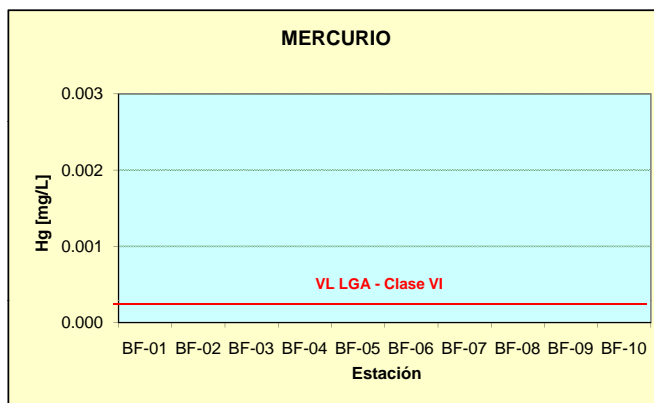 MERCURIO
Hg [mg/L]
0.003
0.002
0.001
VL LGA - Clase VI
0.000
BF-01 BF-02 BF-03 BF-04 BF-05 BF-06 BF-07 BF-08 BF-09 BF-10
Estación